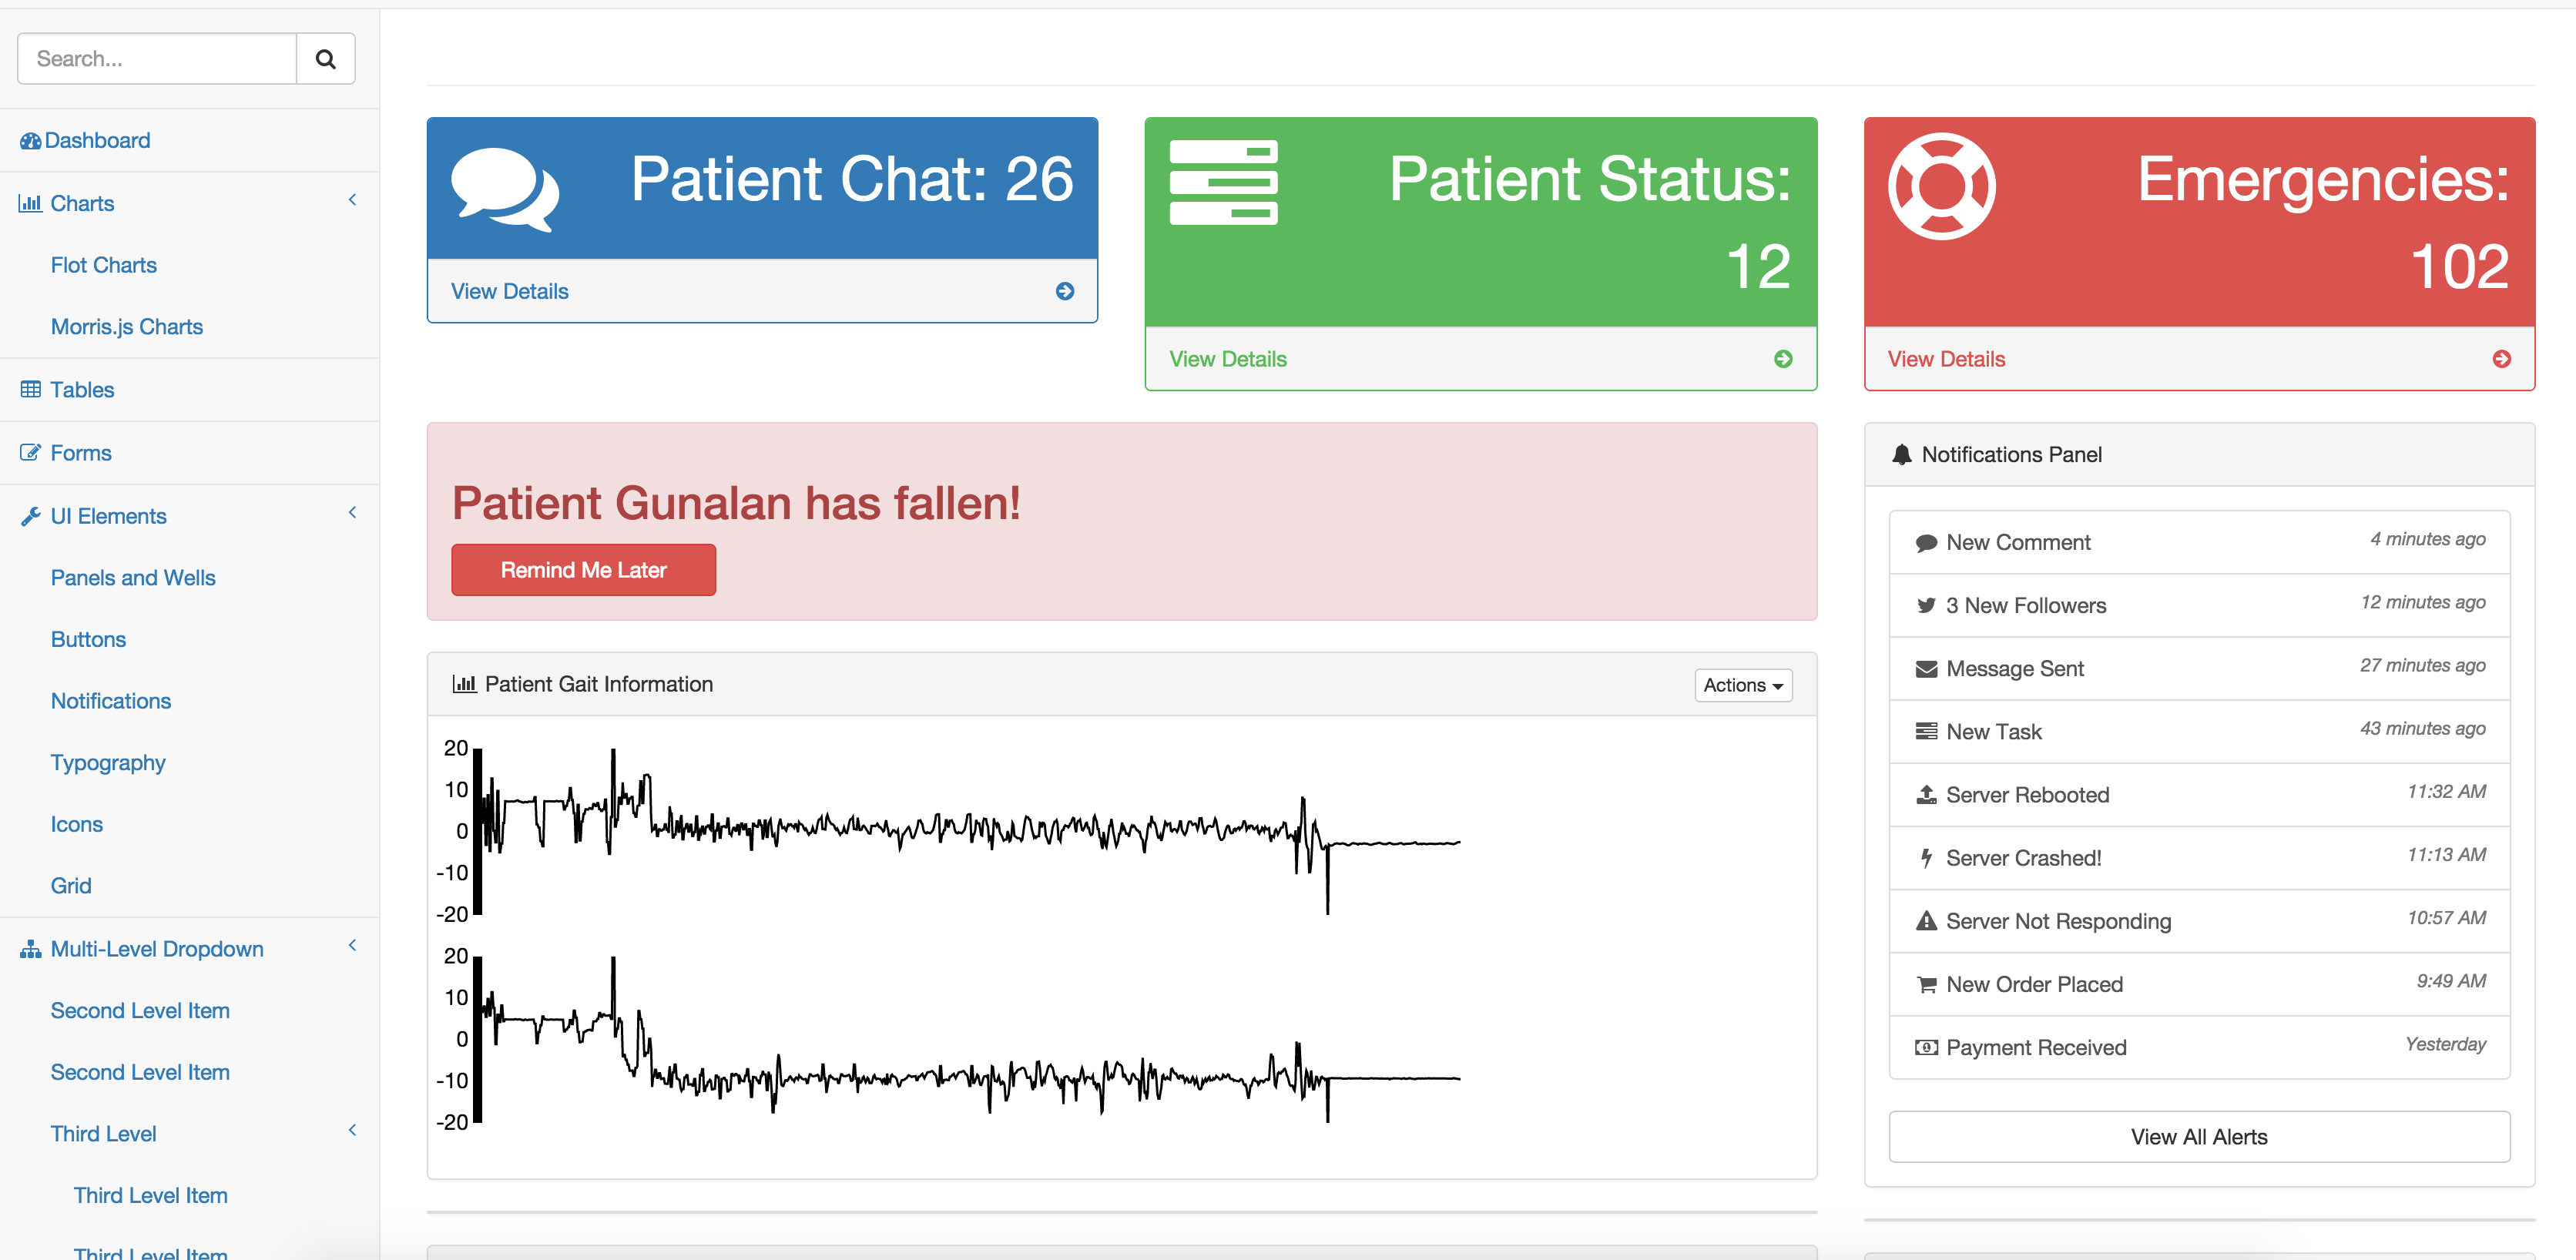 Search...
Dashboard
Charts
Flot Charts
Morris.js Charts
Tables
Forms
UI Elements
Panels and Wells
Buttons
Notifications
Typography
Icons
Grid
Multi-Level Dropdown
Second Level Item
Second Level Item
Third Level
Third Level Item
Third Level Item
Patient Chat: 26
View Details
Patient Status:
12
View Details
Emergencies:
102
View Details
Patient Gunalan has fallen!
Remind Me Later
Patient Gait Information
Actions
20
10
0
-10
-20
20
10
0
-10
-20
Notifications Panel
New Comment 4 minutes ago
3 New Followers 12 minutes ago
Message Sent 27 minutes ago
New Task 43 minutes ago
Server Rebooted 11:32 AM
Server Crashed! 11:13 AM
Server Not Responding 10:57 AM
New Order Placed 9:49 AM
Payment Received Yesterday
View All Alerts